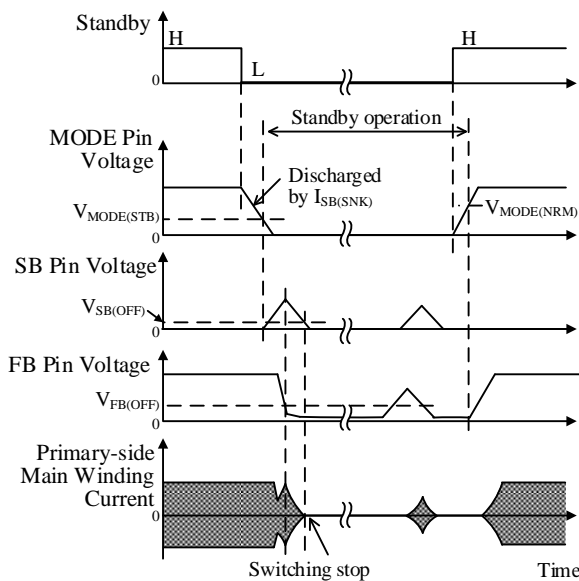 Standby
H
H
L
0
Standby operation
MODE Pin
Voltage
Discharged
by I_SB(SNK)
V_MODE(STB)
V_MODE(NRM)
0
SB Pin Voltage
V_SB(OFF)
0
FB Pin Voltage
V_FB(OFF)
0
Primary-side
Main Winding
Current
0
Time
Switching stop